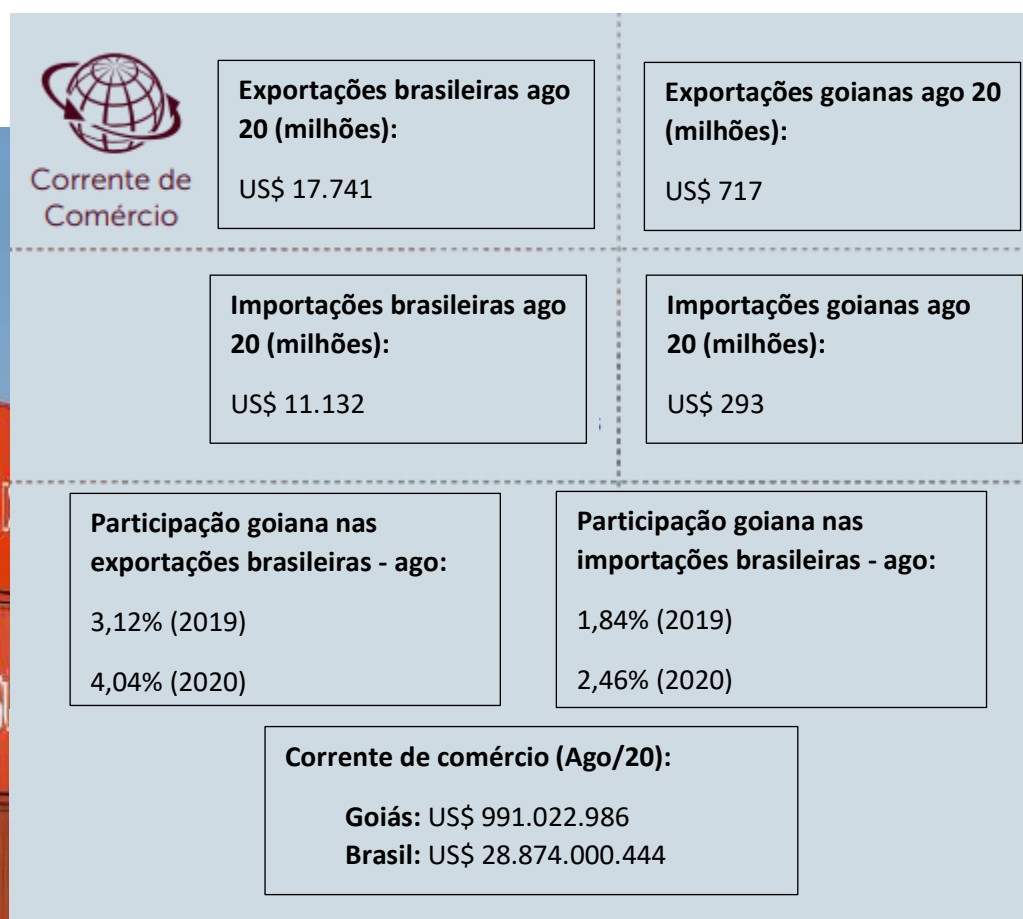 Corrente de
Comércio
Exportações brasileiras ago
20 (milhões):
US$ 17.741
Exportações goianas ago 20
(milhões):
US$ 717
Importações brasileiras ago
20 (milhões):
US$ 11.132
Importações goianas ago
20 (milhões):
US$ 293
Participação goiana nas
exportações brasileiras - ago:
3,12% (2019)
4,04% (2020)
Participação goiana nas
importações brasileiras - ago:
1,84% (2019)
2,46% (2020)
Corrente de comércio (Ago/20):
Goiás: US$ 991.022.986
Brasil: US$ 28.874.000.444